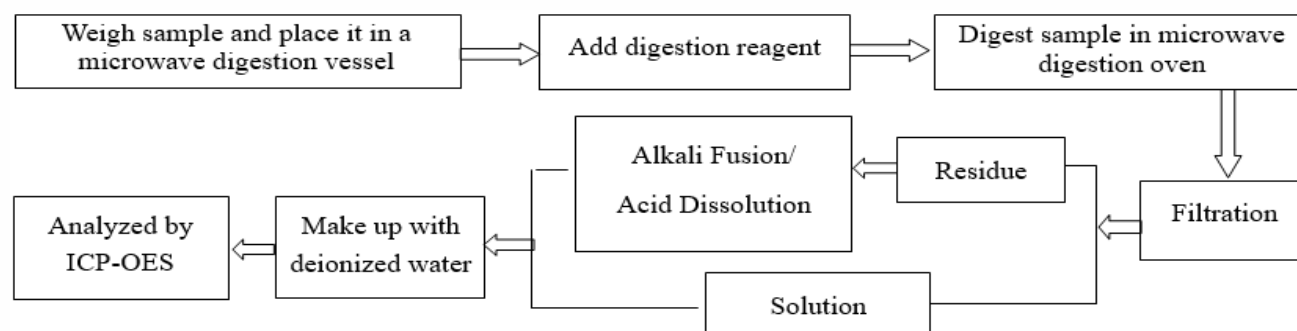 Weigh sample and place it in a
microwave digestion vessel
Add digestion reagent
Digest sample in microwave
digestion oven
Filtration
Residue
Solution
Alkali Fusion/
Acid Dissolution
Make up with
deionized water
Analyzed by
ICP-OES